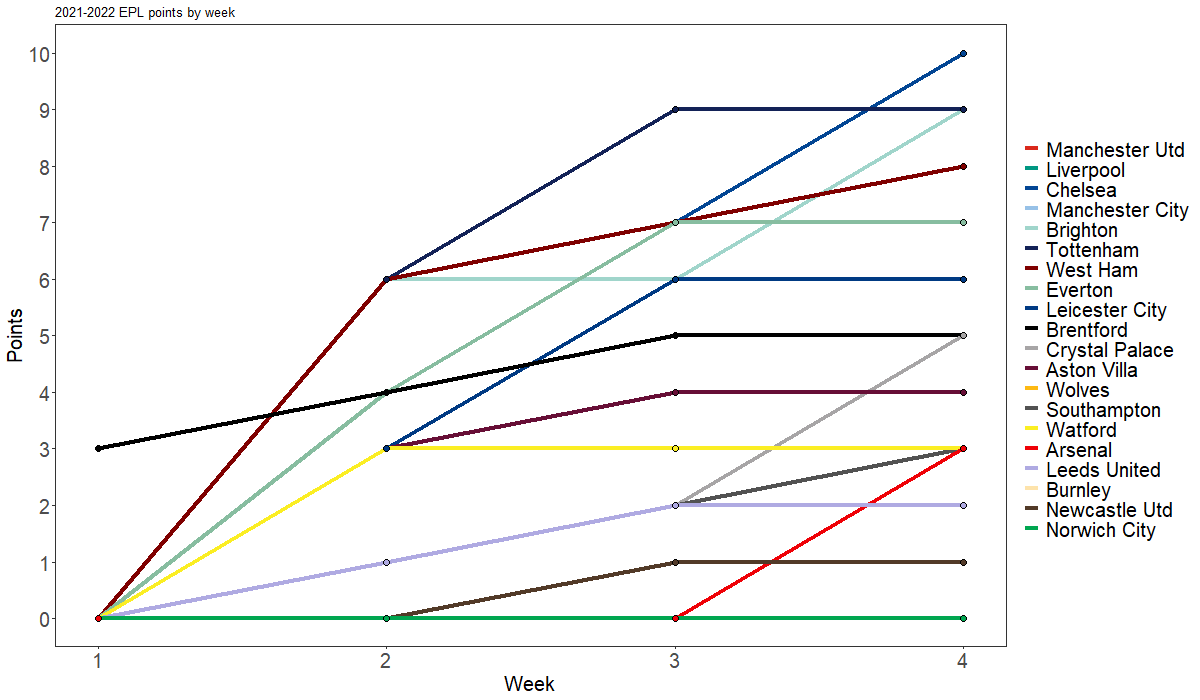 2021-2022 EPL points by week
10
9
8
7
6
5
4
3
2
1
0
Points
1 2 3 4
Week
Manchester Utd
Liverpool
Chelsea
Manchester City
Brighton
Tottenham
West Ham
Everton
Leicester City
Brentford
Crystal Palace
Aston Villa
Wolves
Southampton
Watford
Arsenal
Leeds United
Burnley
Newcastle Utd
Norwich City